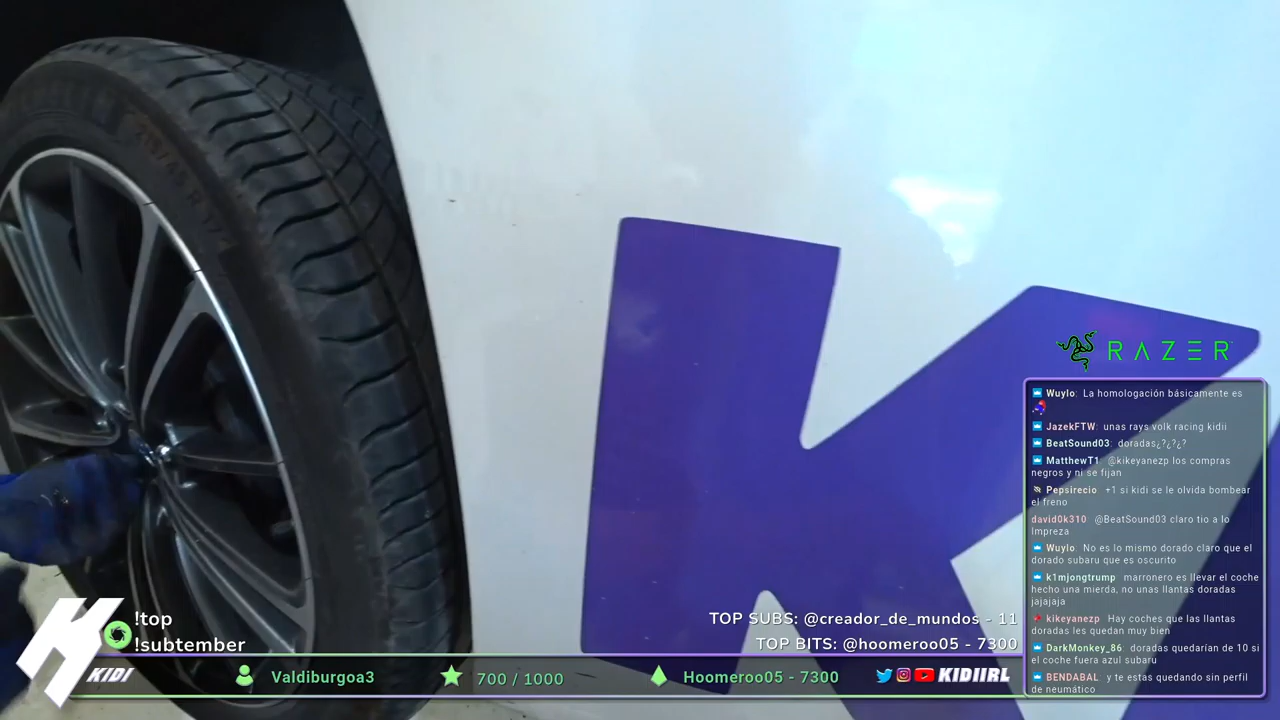 215/45 R 17
K
RAZER
Wuylo: La homologación básicamente es
JazekFTW: unas rays volk racing kidii
BeatSound03: doradas¿?¿?¿?
MatthewT1 @kikeyanezp los compras
negros y ni se fijan
Pepsirecio +1 si kidi se le olvida bombear
el freno
david0k310 @BeatSound03 claro tio a lo
Impreza
Wuylo: No es lo mismo dorado claro que el
dorado subaru que es oscurito
k1mjongtrump marronero es llevar el coche
hecho una mierda, no unas llantas doradas
jajajaja
kikeyanezp Hay coches que las llantas
doradas les quedan muy bien
DarkMonkey_86: doradas quedarían de 10 si
el coche fuera azul subaru
BENDABAL y te estas quedando sin perfil
de neumático
!top
!subtember
TOP SUBS: @creador_de_mundos - 11
TOP BITS: @hoomeroo05 - 7300
KIDI
Valdiburgoa3
700 / 1000
Hoomeroo05 - 7300
KIDIIRL